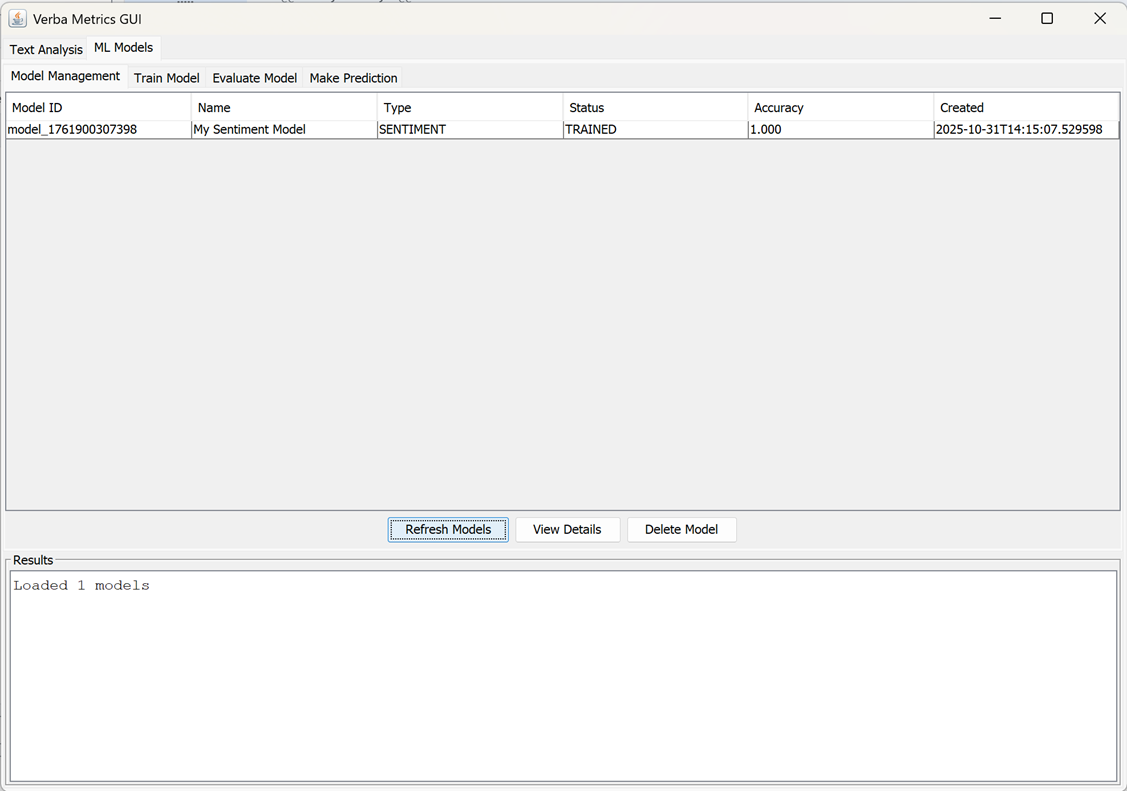 Verba Metrics GUI
Text Analysis ML Models
Model Management Train Model Evaluate Model Make Prediction
Model ID Name Type Status Accuracy Created
model_1761900307398 My Sentiment Model SENTIMENT TRAINED 1.000 2025-10-31T14:15:07.529598
Refresh Models View Details Delete Model
Results
Loaded 1 models